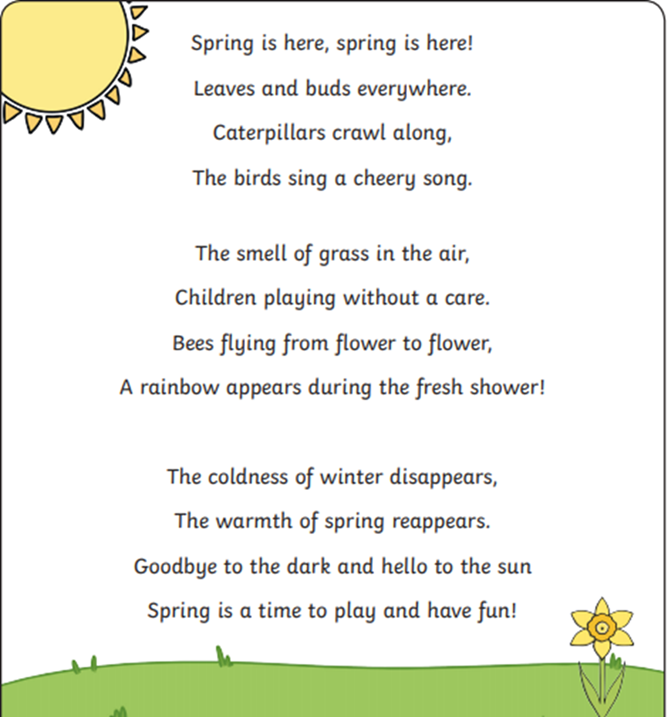 Spring is here, spring is here!
Leaves and buds everywhere.
Caterpillars crawl along,
The birds sing a cheery song.
The smell of grass in the air,
Children playing without a care.
Bees flying from flower to flower,
A rainbow appears during the fresh shower!
The coldness of winter disappears,
The warmth of spring reappears.
Goodbye to the dark and hello to the sun
Spring is a time to play and have fun!